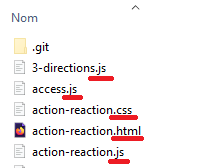 Nom
.git
3-directions.js
access.js
action-reaction.css
action-reaction.html
action-reaction.js